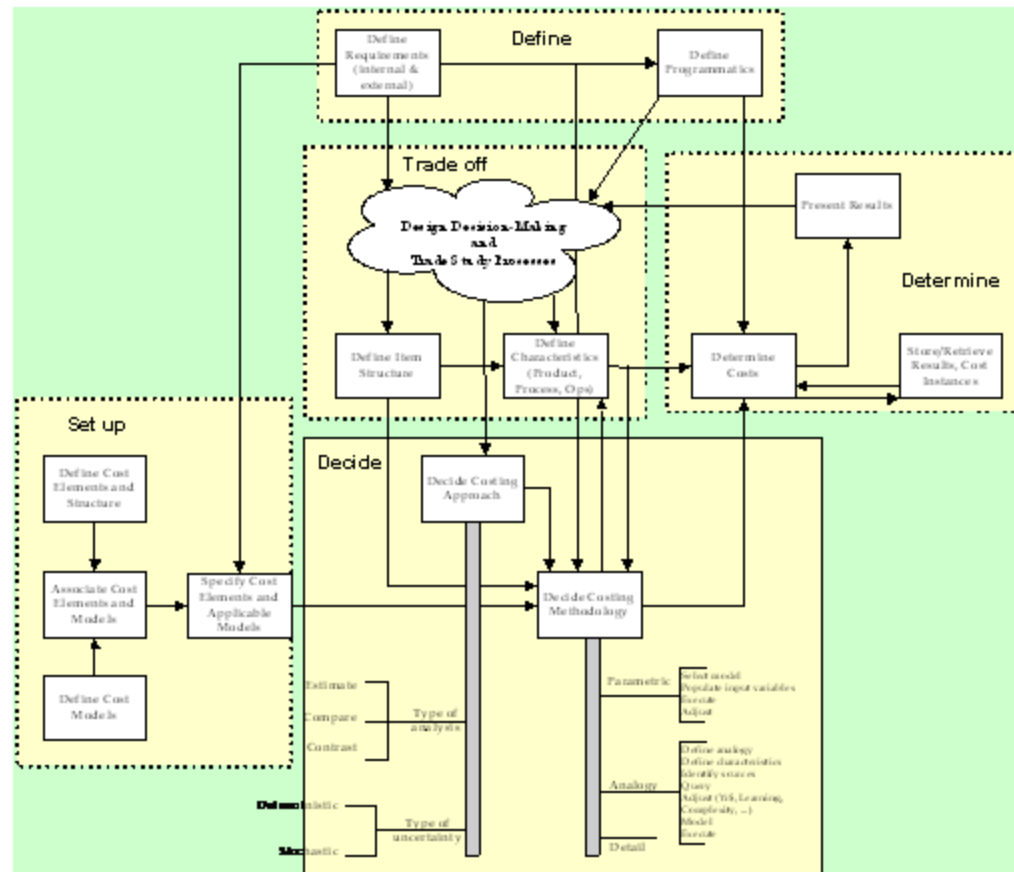 Define
Define
Requirements
(internal &
external)
Define
Programmatics
Trade off
Design Decision-Making
and
Trade Study Processes
Present Results
Determine
Define Item
Structure
Define
Characteristics
(Product,
Process, Ops)
Determine
Costs
Store/Retrieve
Results, Cost
Instances
Set up
Define Cost
Elements and
Structure
Associate Cost
Elements and
Models
Specify Cost
Elements and
Applicable
Models
Define Cost
Models
Decide
Decide Costing
Approach
Decide Costing
Methodology
Estimate
Compare
Contrast
Type of
analysis
Deterministic
Stochastic
Type of
uncertainty
Parametric
Select model
Populate input variables
Execute
Adjust
Analogy
Define analogy
Define characteristics
Identify sources
Query
Adjust (Learning,
Complexity, ...)
Model
Execute
Detail